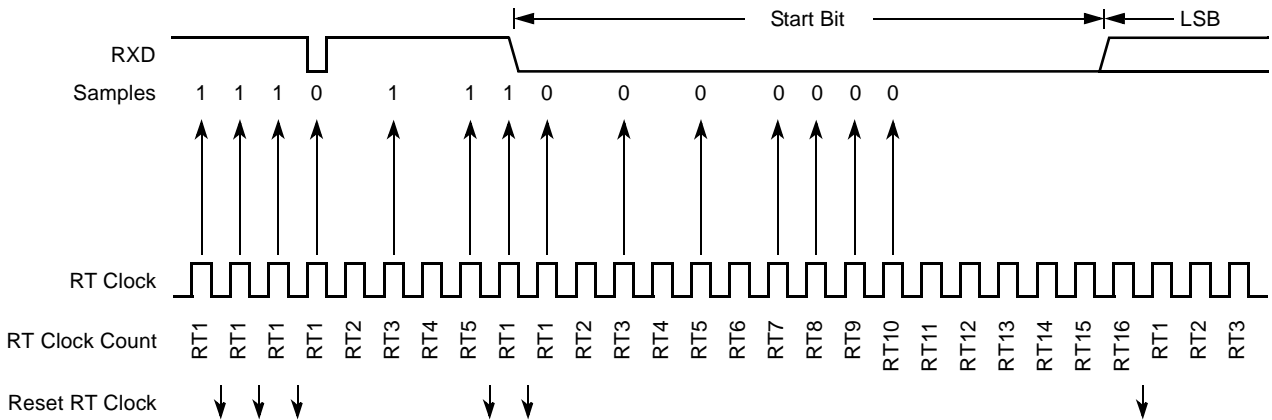 Start Bit LSB
RXD
Samples 1 1 1 0 1 1 1 0 0 0 0 0 0 0
RT Clock
RT Clock Count RT1 RT1 RT1 RT1 RT2 RT3 RT4 RT5 RT1 RT1 RT2 RT3 RT4 RT5 RT6 RT7 RT8 RT9 RT10 RT11 RT12 RT13 RT14 RT15 RT16 RT1 RT2 RT3
Reset RT Clock